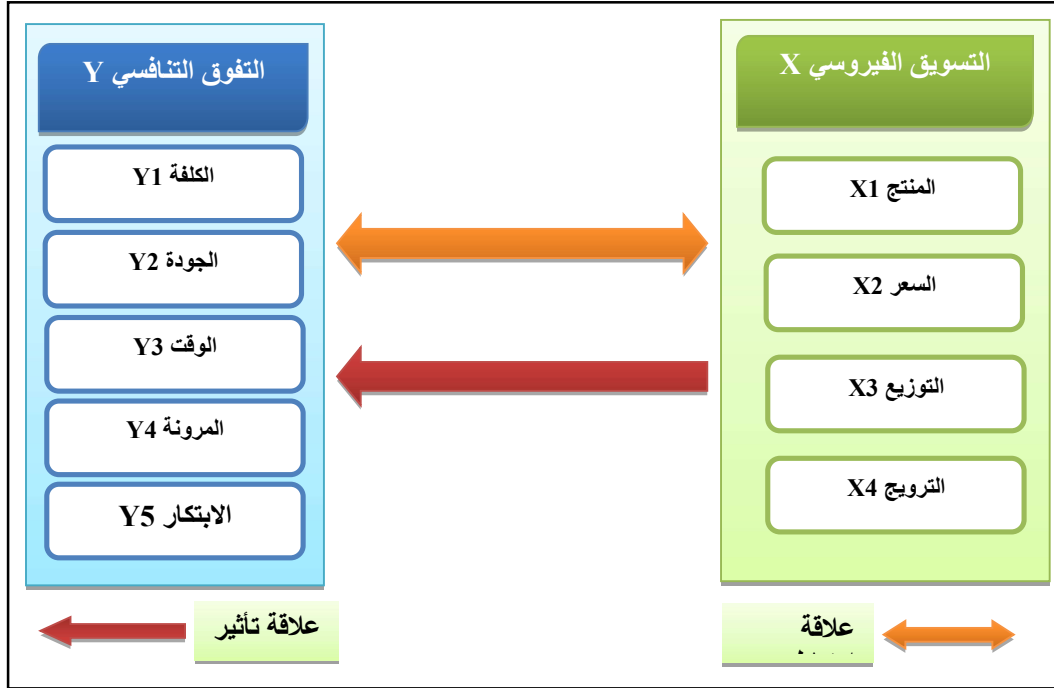 التسويق الفيروسي X
المنتج X1
السعر X2
التوزيع X3
الترويج X4
التفوق التنافسي Y
الكلفة Y1
الجودة Y2
الوقت Y3
المرونة Y4
الابتكار Y5
علاقة
علاقة تأثير